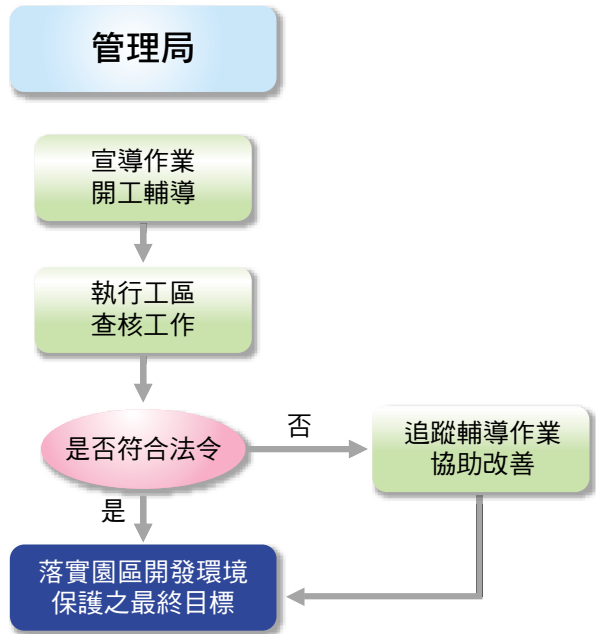 管理局
宣導作業
開工輔導
執行工區
查核工作
是否符合法令
否
追蹤輔導作業
協助改善
是
落實園區開發環境
保護之最終目標